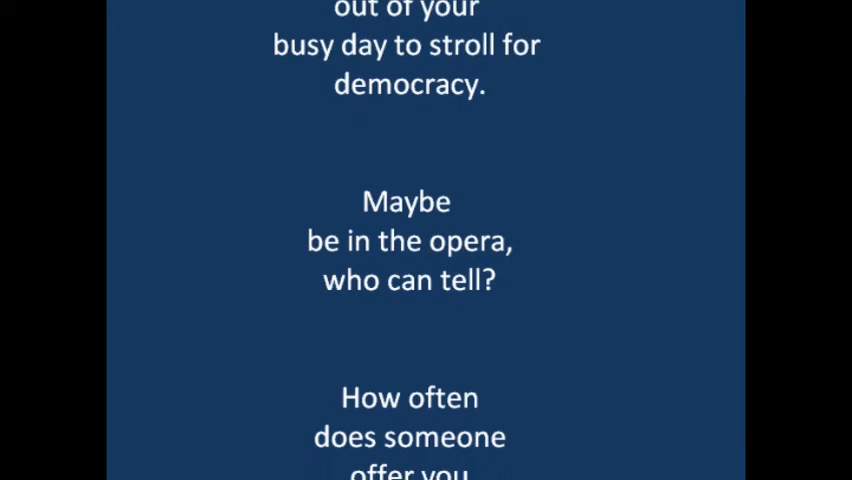 out of your
busy day to stroll for
democracy.
Maybe
be in the opera,
who can tell?
How often
does someone
offer you